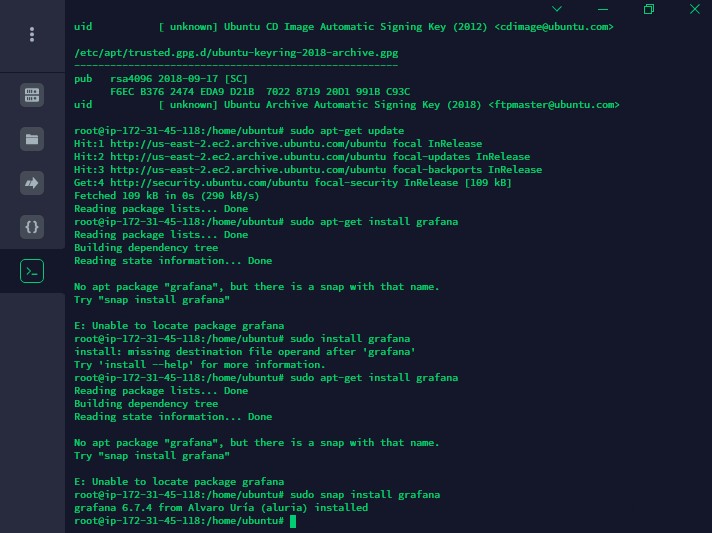 uid           [ unknown] Ubuntu CD Image Automatic Signing Key (2012) <cdimage@ubuntu.com>
/etc/apt/trusted.gpg.d/ubuntu-keyring-2018-archive.gpg
------------------------------------------------------
pub   rsa4096 2018-09-17 [SC]
      F6EC B376 2474 EDA9 D21B  7022 8719 20D1 991B C93C
uid           [ unknown] Ubuntu Archive Automatic Signing Key (2018) <ftpmaster@ubuntu.com>
root@ip-172-31-45-118:/home/ubuntu# sudo apt-get update
Hit:1 http://us-east-2.ec2.archive.ubuntu.com/ubuntu focal InRelease
Hit:2 http://us-east-2.ec2.archive.ubuntu.com/ubuntu focal-updates InRelease
Hit:3 http://us-east-2.ec2.archive.ubuntu.com/ubuntu focal-backports InRelease
Get:4 http://security.ubuntu.com/ubuntu focal-security InRelease [109 kB]
Fetched 109 kB in 0s (290 kB/s)
Reading package lists... Done
root@ip-172-31-45-118:/home/ubuntu# sudo apt-get install grafana
Reading package lists... Done
Building dependency tree
Reading state information... Done
No apt package "grafana", but there is a snap with that name.
Try "snap install grafana"
E: Unable to locate package grafana
root@ip-172-31-45-118:/home/ubuntu# sudo install grafana
install: missing destination file operand after 'grafana'
Try 'install --help' for more information.
root@ip-172-31-45-118:/home/ubuntu# sudo apt-get install grafana
Reading package lists... Done
Building dependency tree
Reading state information... Done
No apt package "grafana", but there is a snap with that name.
Try "snap install grafana"
E: Unable to locate package grafana
root@ip-172-31-45-118:/home/ubuntu# sudo snap install grafana
grafana 6.7.4 from Alvaro Uría (aluria) installed
root@ip-172-31-45-118:/home/ubuntu#